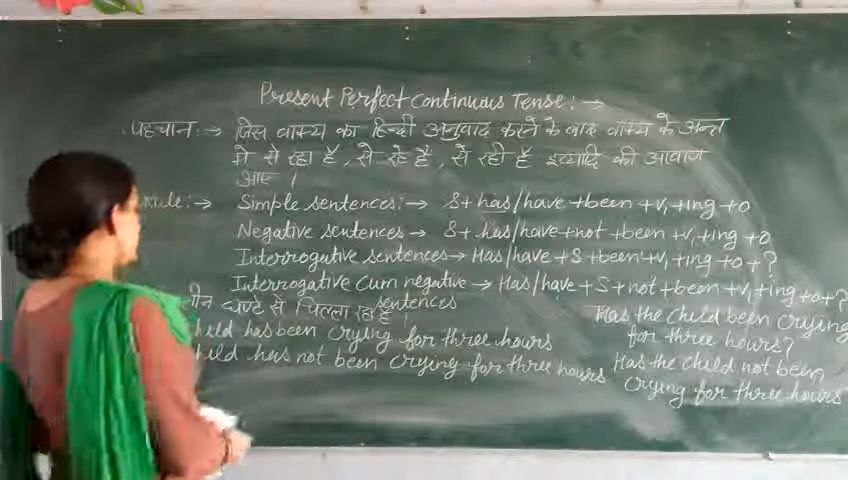 Present Perfect Continuous Tense:→
पहचान:→ जिस वाक्य का हिन्दी अनुवाद करने के बाद वाक्य के अन्त
में से रहा है, से रहे हैं, से रही है इत्यादि की आवाज
आए ।
Simple sentences:→ S+has/have+been+v₁+ing+o
Negative sentences→ S+has/have+not+been+v₁+ing+o
Interrogative sentences→ Has/have+S+been+v₁+ing+o+?
Interrogative cum negative sentences→ Has/have+S+not+been+v₁+ing+o+?
तीन घण्टे से चिल्ला रहा है ।
child has been crying for three hours
child has not been crying for three hours
Has the child been crying
for three hours?
Has the child not been
crying for three hours